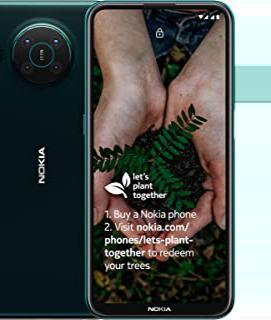 NOKIA
let's
plant
together
1. Buy a Nokia phone
2. Visit nokia.com/
phones/lets-plant-
together to redeem
your trees
NOKIA